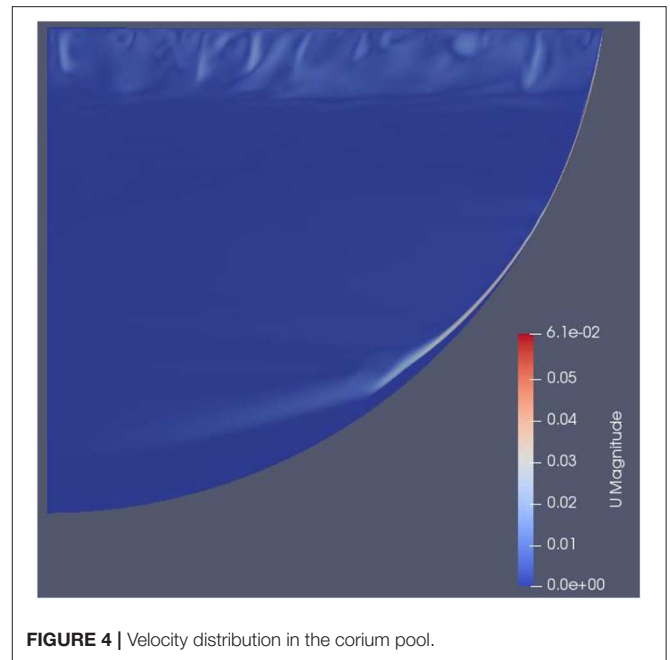 6.1e-02
0.05
0.04
0.03
0.02
0.01
0.0e+00
U Magnitude
FIGURE 4 | Velocity distribution in the corium pool.